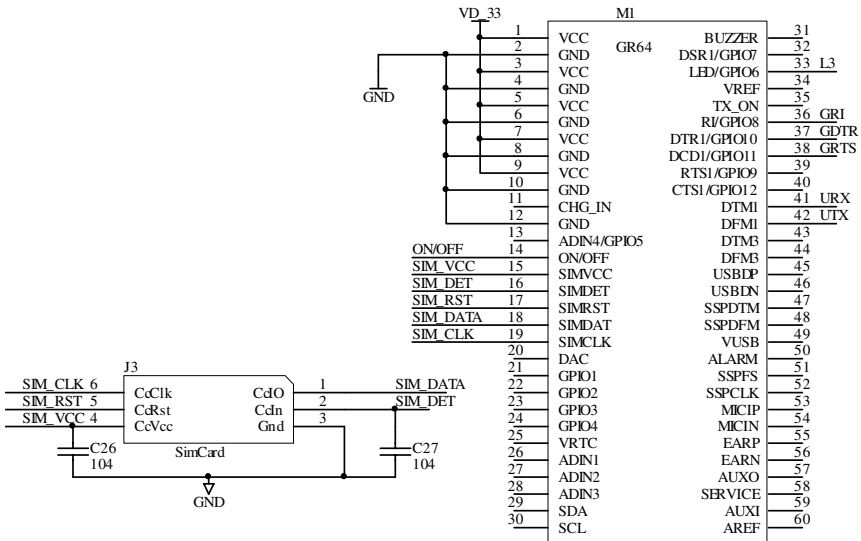 VD_33 M1
GR64
1 VCC BUZZER 31
2 GND DSR1/GPIO7 32
3 VCC LED/GPIO6 33 L3
4 GND VREF 34
GND
5 VCC TX_ON 35
6 GND RI/GPIO8 36 GRI
7 VCC DTR1/GPIO10 37 GDTR
8 GND DCD1/GPIO11 38 GRTS
9 VCC RTS1/GPIO9 39
10 GND CTS1/GPIO12 40
11 CHG_IN DTM1 41 URX
12 GND DFM1 42 UTX
13 ADIN4/GPIO5 DTM3 43
ON/OFF 14 ON/OFF DFM3 44
SIM_VCC 15 SIMVCC USBDP 45
SIM_DET 16 SIMDET USBDN 46
SIM_RST 17 SIMRST SSPDTM 47
SIM_DATA 18 SIMDAT SSPDFM 48
SIM_CLK 19 SIMCLK VUSB 49
20 DAC ALARM 50
21 GPIO1 SSPFS 51
22 GPIO2 SSPCLK 52
23 GPIO3 MICIP 53
24 GPIO4 MICIN 54
25 VRTC EARP 55
26 ADIN1 EARN 56
27 ADIN2 AUXO 57
28 ADIN3 SERVICE 58
29 SDA AUXI 59
30 SCL AREF 60
J3
SIM_CLK 6 CcClk CcIO 1 SIM_DATA
SIM_RST 5 CcRst CcIn 2 SIM_DET
SIM_VCC 4 CcVcc Gnd 3
C26 SimCard C27
104 104
GND